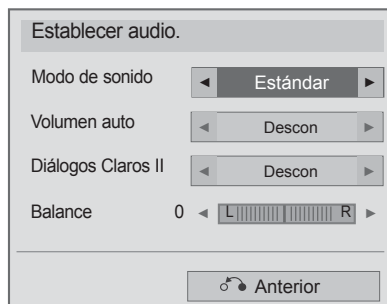 Establecer audio.
Modo de sonido ◄ Estándar ►
Volumen auto ◄ Descon ►
Diálogos Claros II ◄ Descon ►
Balance 0 ◄ L R ►
Anterior